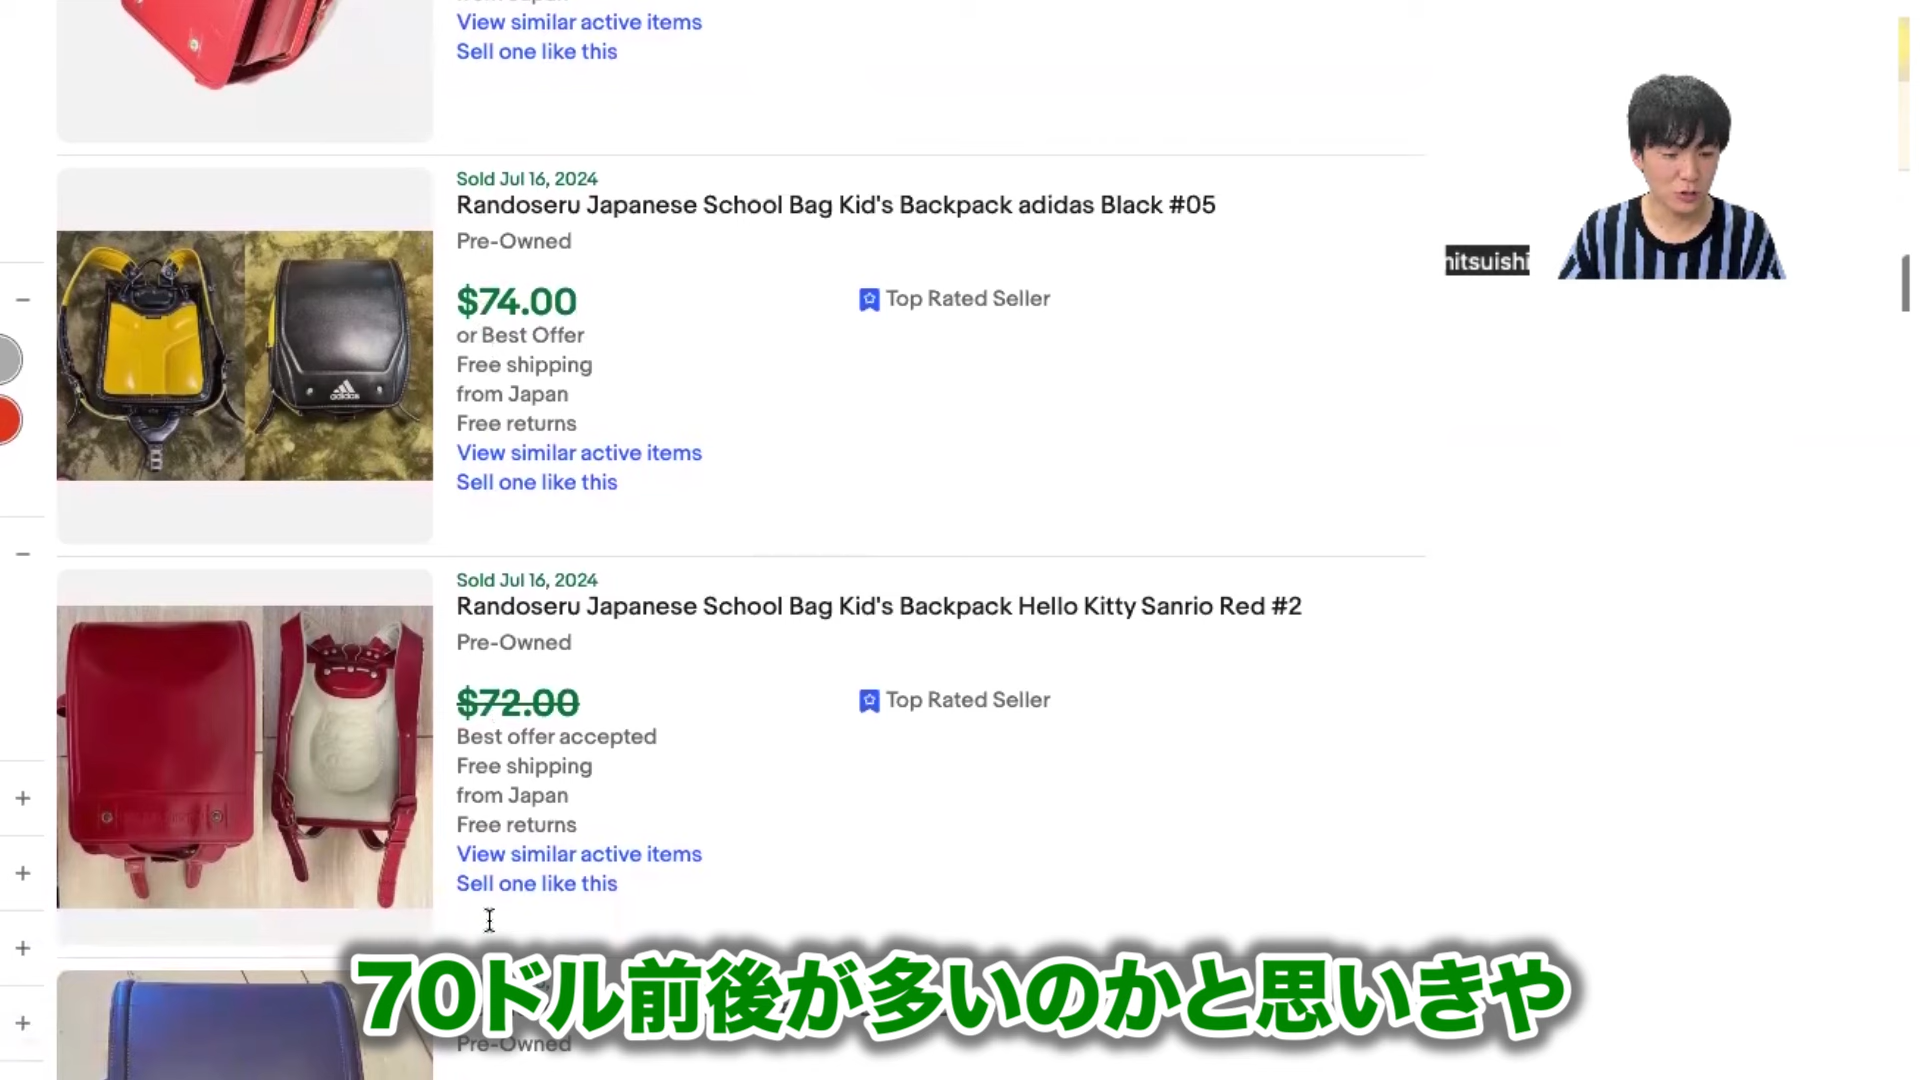 View similar active items
Sell one like this
Sold Jul 16, 2024
Randoseru Japanese School Bag Kid's Backpack adidas Black #05
Pre-Owned
$74.00
Top Rated Seller
or Best Offer
Free shipping
from Japan
Free returns
View similar active items
Sell one like this
adidas
nitsuishi
Sold Jul 16, 2024
Randoseru Japanese School Bag Kid's Backpack Hello Kitty Sanrio Red #2
Pre-Owned
$72.00
Top Rated Seller
Best offer accepted
Free shipping
from Japan
Free returns
View similar active items
Sell one like this
70ドル前後が多いのかと思いきや
Pre-Owned